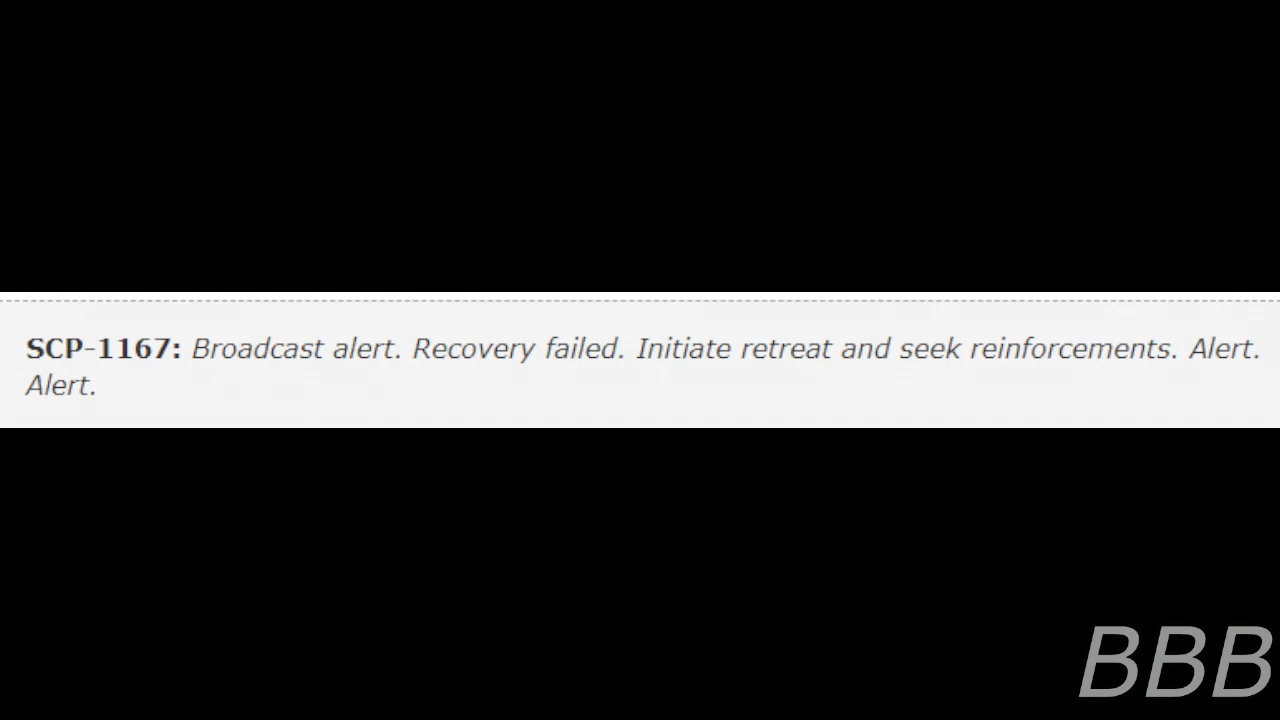 SCP-1167: Broadcast alert. Recovery failed. Initiate retreat and seek reinforcements. Alert.
Alert.
BBB